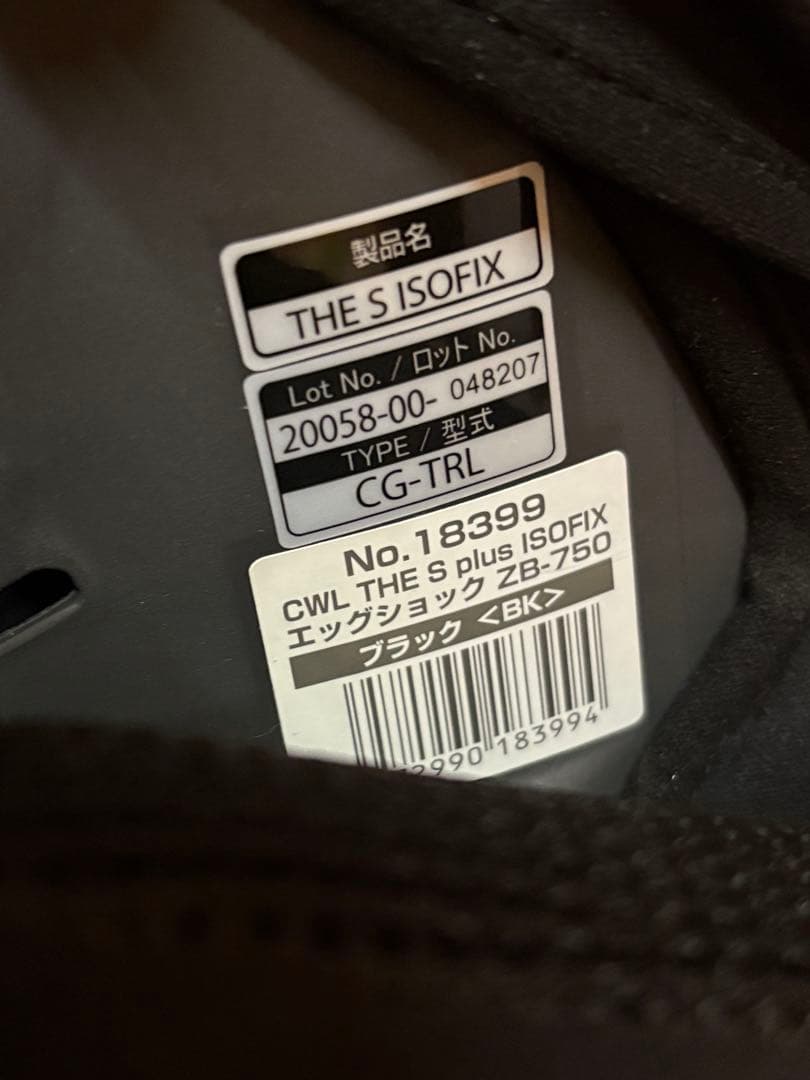 製品名
THE S ISOFIX
Lot No. / ロット No.
20058-00- 048207
TYPE / 型式
CG-TRL
No.18399
CWL THE S plus ISOFIX
エッグショック ZB-750
ブラック <BK>
2990 183994